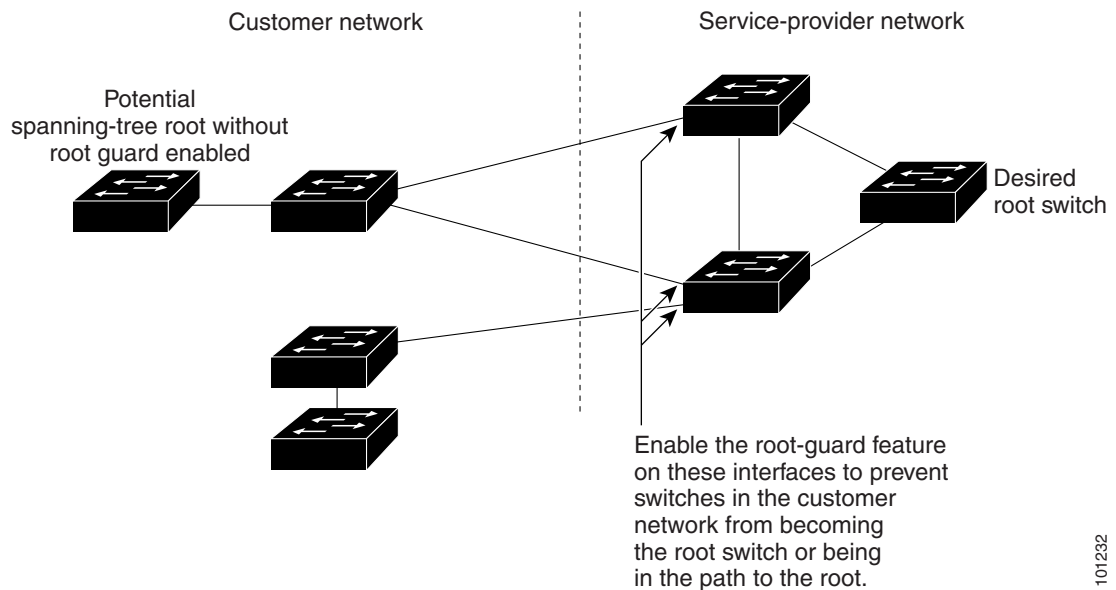 Customer network
Service-provider network
Potential
spanning-tree root without
root guard enabled
Desired
root switch
Enable the root-guard feature
on these interfaces to prevent
switches in the customer
network from becoming
the root switch or being
in the path to the root.
101232